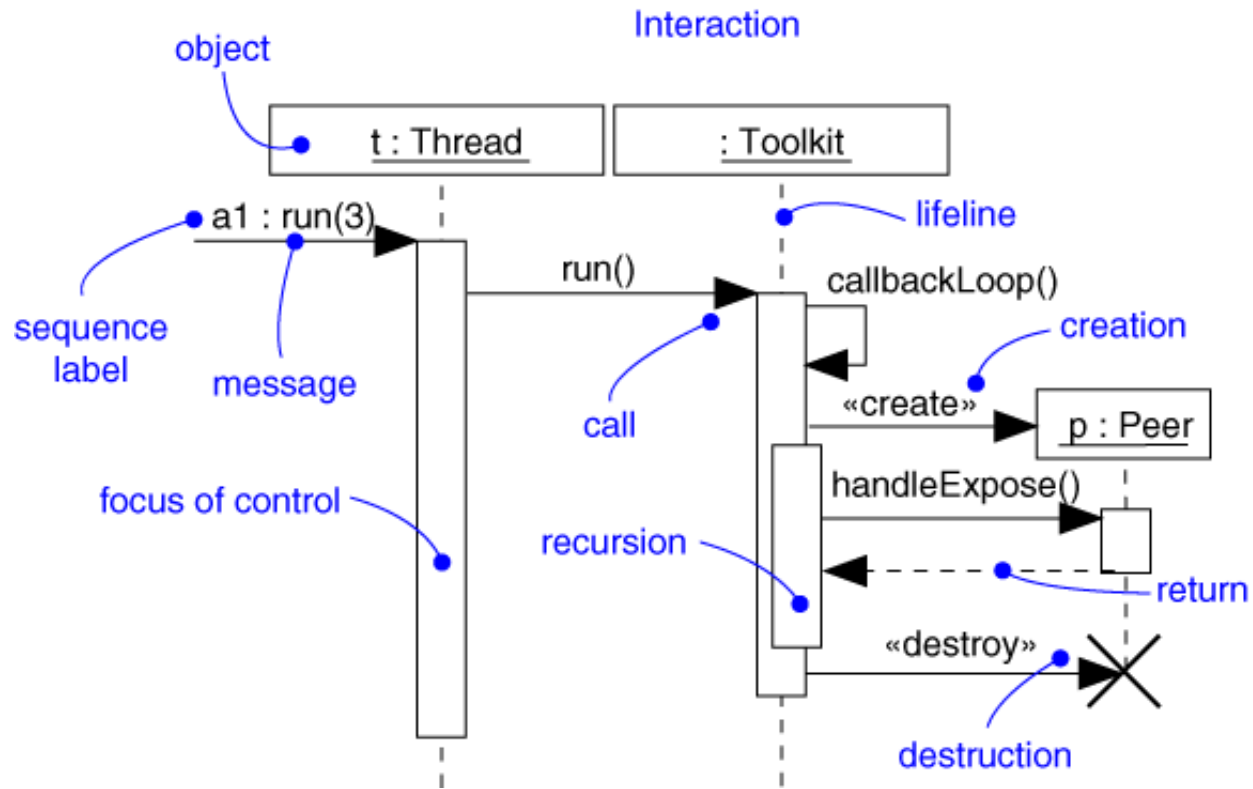 Interaction
object
t : Thread
: Toolkit
a1 : run(3)
lifeline
run()
callbackLoop()
sequence
label
message
call
creation
«create»
p : Peer
focus of control
handleExpose()
recursion
return
«destroy»
destruction